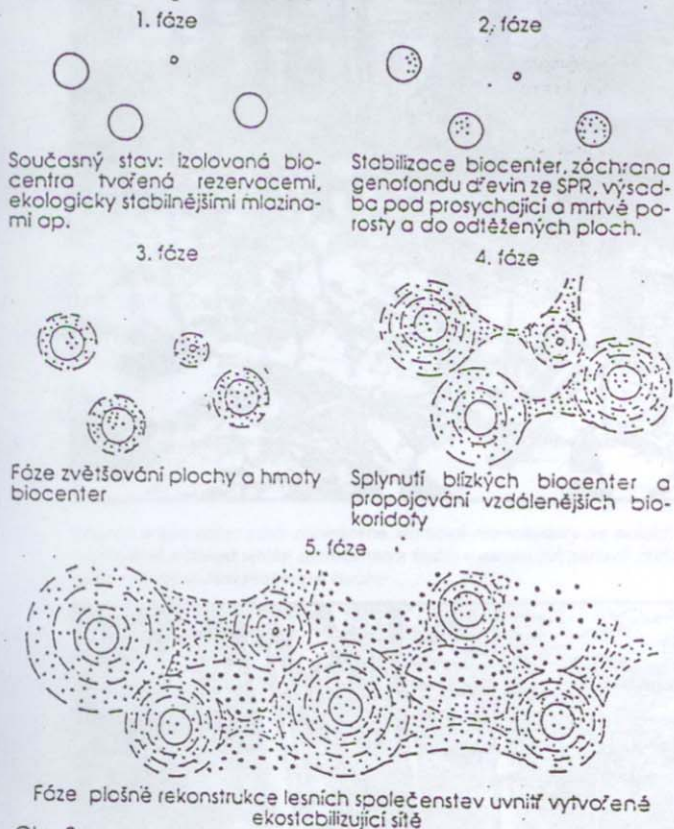 1. fáze
Současný stav: izolovaná bio-
centra tvořená rezervacemi,
ekologicky stabilnějšími mlazina-
mi ap.
2. fáze
Stabilizace biocenter, záchrana
genofondu dřevin ze SPR, výsad-
ba pod prosychající a mrtvé po-
rosty a do odtěžených ploch.
3. fáze
Fáze zvětšování plochy a hmoty
biocenter
4. fáze
Splynutí blízkých biocenter a
propojování vzdálenějších bio-
koridoty
5. fáze
Fáze plošné rekonstrukce lesních společenstev uvnitř vytvořené
ekostabilizující sítě